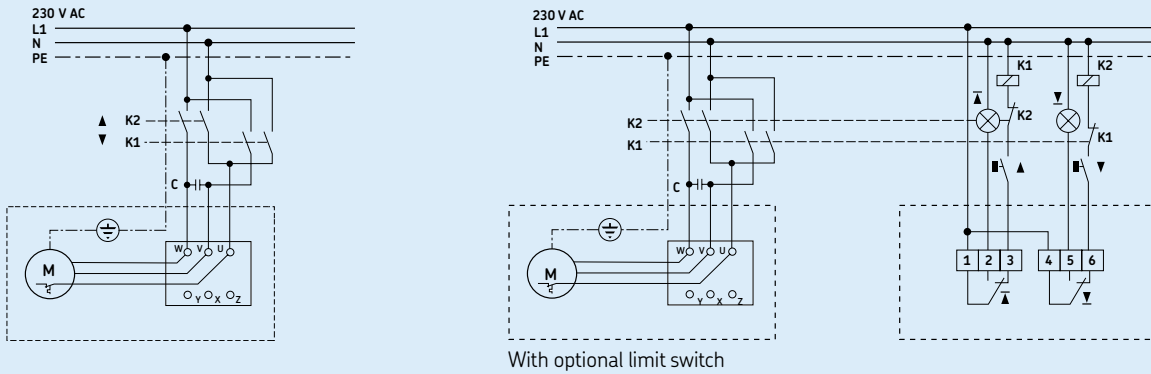 230 V AC
L1
N
PE
K2
K1
C
W V U
M
Y X Z
230 V AC
L1
N
PE
K1 K2
K2
K2
K1
K1
C
1 2 3 4 5 6
W V U
M
Y X Z
With optional limit switch